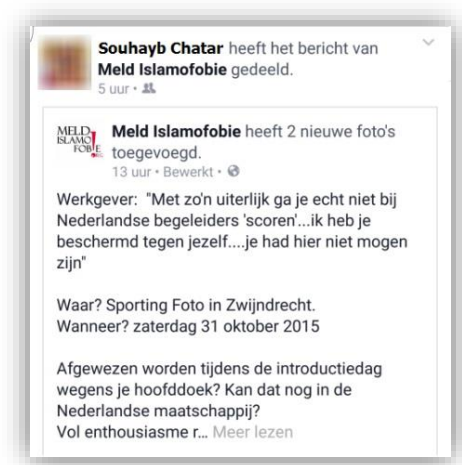 Souhayb Chatar heeft het bericht van
Meld Islamofobie gedeeld.
5 uur •
MELD
ISLAMO
FOBIE
Meld Islamofobie heeft 2 nieuwe foto's
toegevoegd.
13 uur • Bewerkt •
Werkgever: "Met zo'n uiterlijk ga je echt niet bij
Nederlandse begeleiders 'scoren'...ik heb je
beschermd tegen jezelf....je had hier niet mogen
zijn"
Waar? Sporting Foto in Zwijndrecht.
Wanneer? zaterdag 31 oktober 2015
Afgewezen worden tijdens de introductiedag
wegens je hoofddoek? Kan dat nog in de
Nederlandse maatschappij?
Vol enthousiasme r... Meer lezen